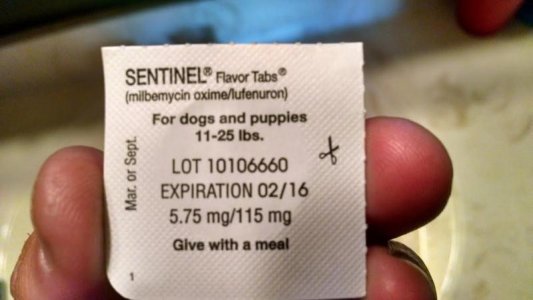 SENTINEL® Flavor Tabs®
(milbemycin oxime/lufenuron)
For dogs and puppies
11-25 lbs.
LOT 10106660
EXPIRATION 02/16
5.75 mg/115 mg
Give with a meal
Mar. or Sept.
1